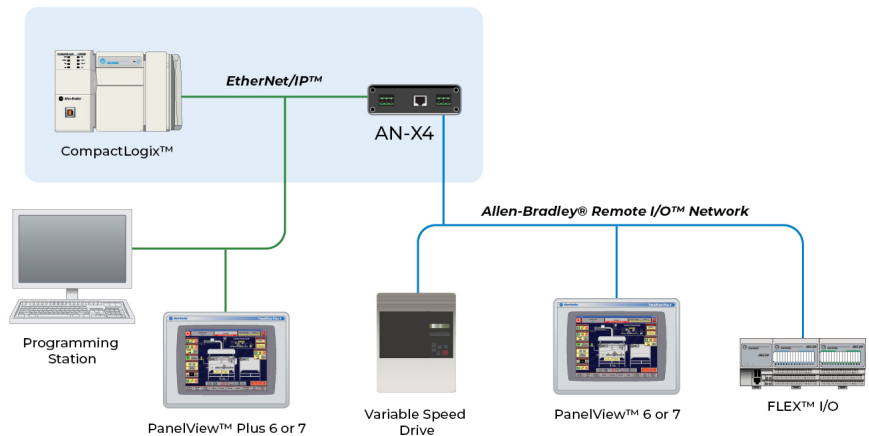 EtherNet/IP™
CompactLogix™
AN-X4
Allen-Bradley® Remote I/O™ Network
Programming
Station
PanelView™ Plus 6 or 7
Variable Speed
Drive
PanelView™ 6 or 7
FLEX™ I/O